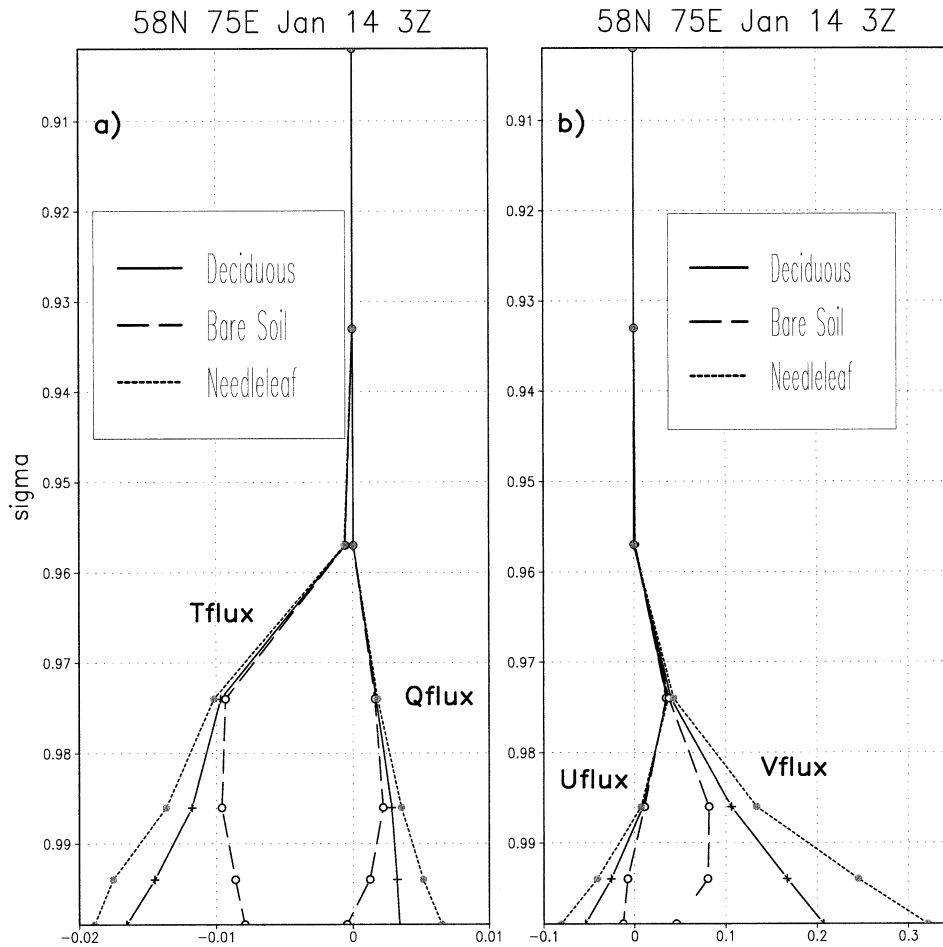 58N 75E Jan 14 3Z
58N 75E Jan 14 3Z
a)
b)
0.91
0.92
0.93
0.94
0.95
0.96
0.97
0.98
0.99
sigma
Deciduous
Bare Soil
Needleleaf
Tflux
Qflux
-0.02
-0.01
0
0.01
0.91
0.92
0.93
0.94
0.95
0.96
0.97
0.98
0.99
Deciduous
Bare Soil
Needleleaf
Uflux
Vflux
-0.1
0
0.1
0.2
0.3